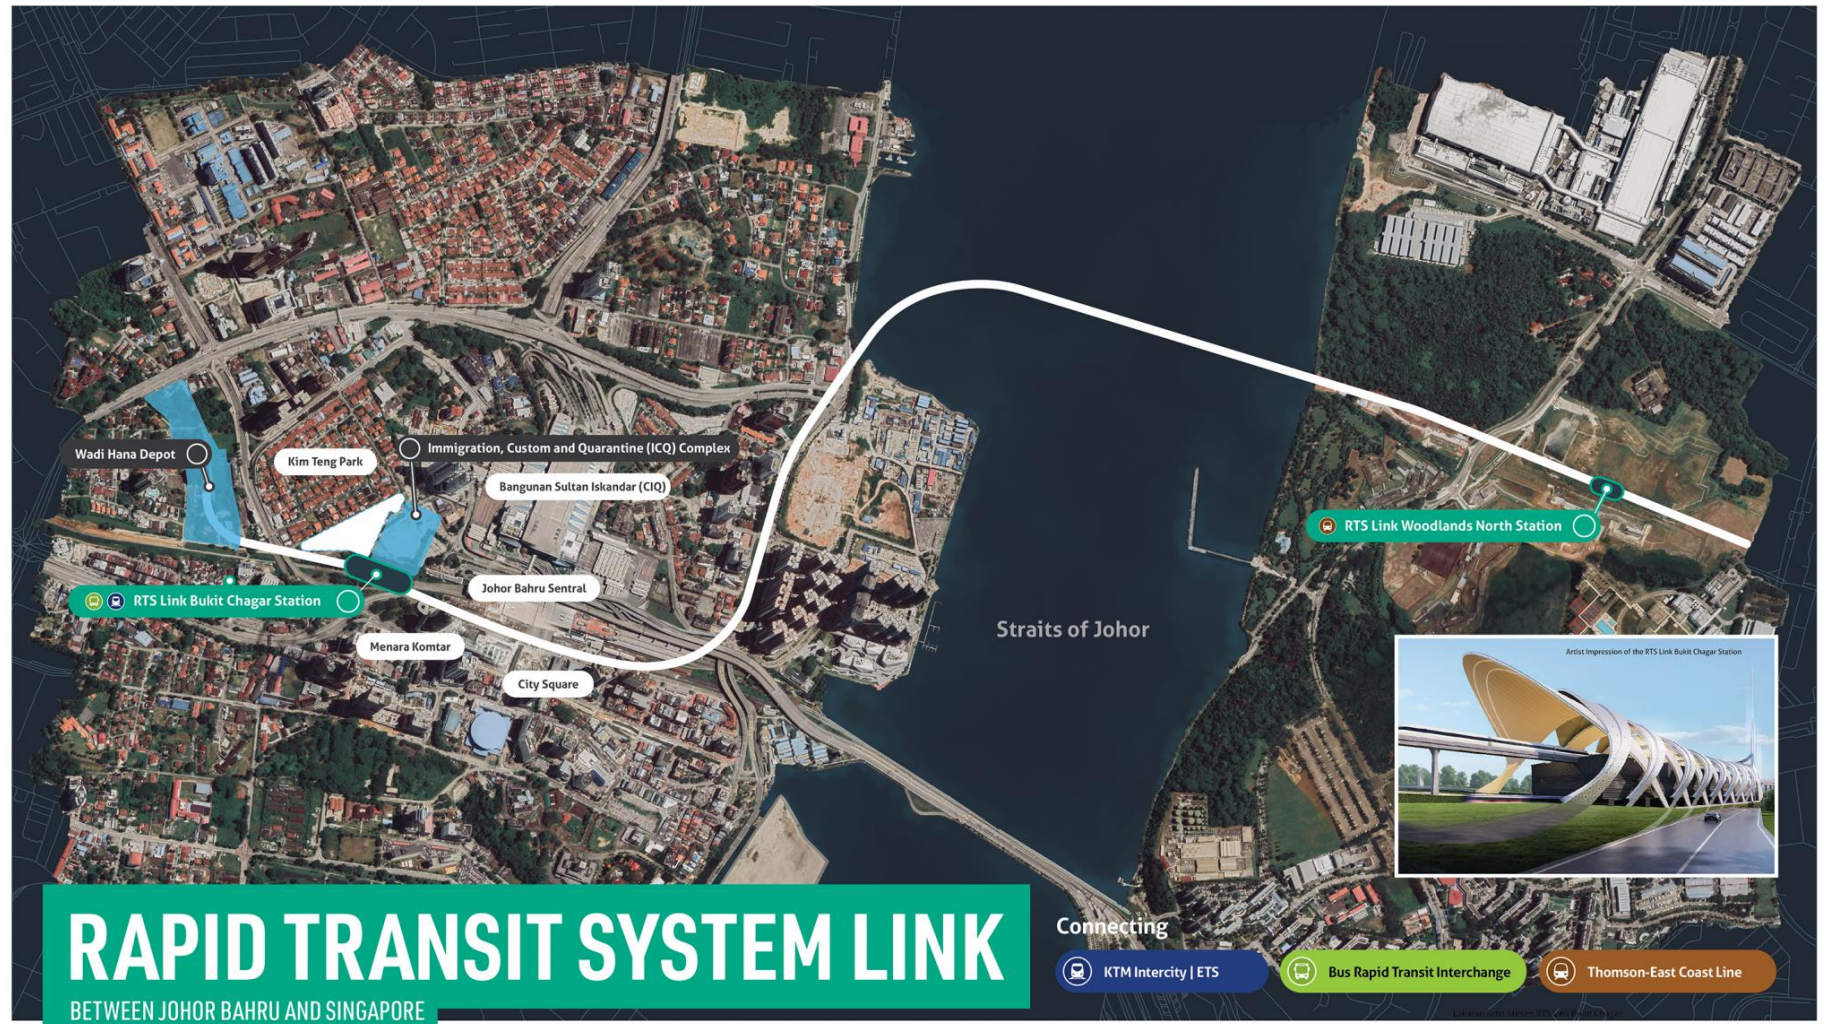 Wadi Hana Depot
Kim Teng Park
Immigration, Custom and Quarantine (ICQ) Complex
Bangunan Sultan Iskandar (CIQ)
RTS Link Woodlands North Station
RTS Link Bukit Chagar Station
Johor Bahru Sentral
Straits of Johor
Menara Komtar
City Square
Artist Impression of the RTS Link Bukit Chagar Station
RAPID TRANSIT SYSTEM LINK
BETWEEN JOHOR BAHRU AND SINGAPORE
Connecting
KTM Intercity | ETS
Bus Rapid Transit Interchange
Thomson-East Coast Line